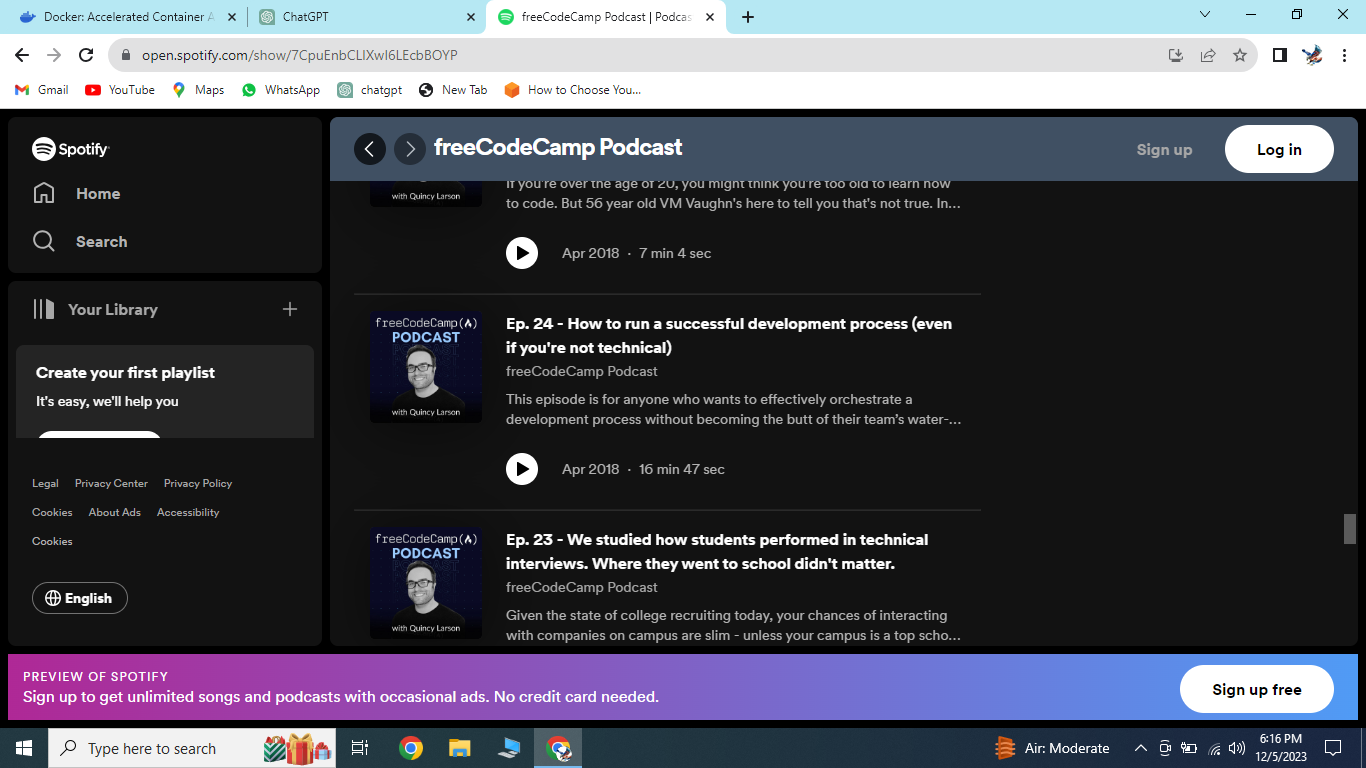 Docker: Accelerated Container A
ChatGPT
freeCodeCamp Podcast | Podcas
open.spotify.com/show/7CpuEnbCLIXwI6LEcbBOYP
Gmail
YouTube
Maps
WhatsApp
chatgpt
New Tab
How to Choose You...
Spotify
Home
Search
Your Library
Create your first playlist
It's easy, we'll help you
Legal
Privacy Center
Privacy Policy
Cookies
About Ads
Accessibility
Cookies
English
freeCodeCamp Podcast
Sign up
Log in
with Quincy Larson
If you're over the age of 20, you might think you're too old to learn how
to code. But 56 year old VM Vaughn's here to tell you that's not true. In...
Apr 2018 · 7 min 4 sec
freeCodeCamp(🔥)
PODCAST
with Quincy Larson
Ep. 24 - How to run a successful development process (even
if you're not technical)
freeCodeCamp Podcast
This episode is for anyone who wants to effectively orchestrate a
development process without becoming the butt of their team's water-...
Apr 2018 · 16 min 47 sec
freeCodeCamp(🔥)
PODCAST
with Quincy Larson
Ep. 23 - We studied how students performed in technical
interviews. Where they went to school didn't matter.
freeCodeCamp Podcast
Given the state of college recruiting today, your chances of interacting
with companies on campus are slim - unless your campus is a top scho...
PREVIEW OF SPOTIFY
Sign up to get unlimited songs and podcasts with occasional ads. No credit card needed.
Sign up free
Type here to search
Air: Moderate
6:16 PM
12/5/2023